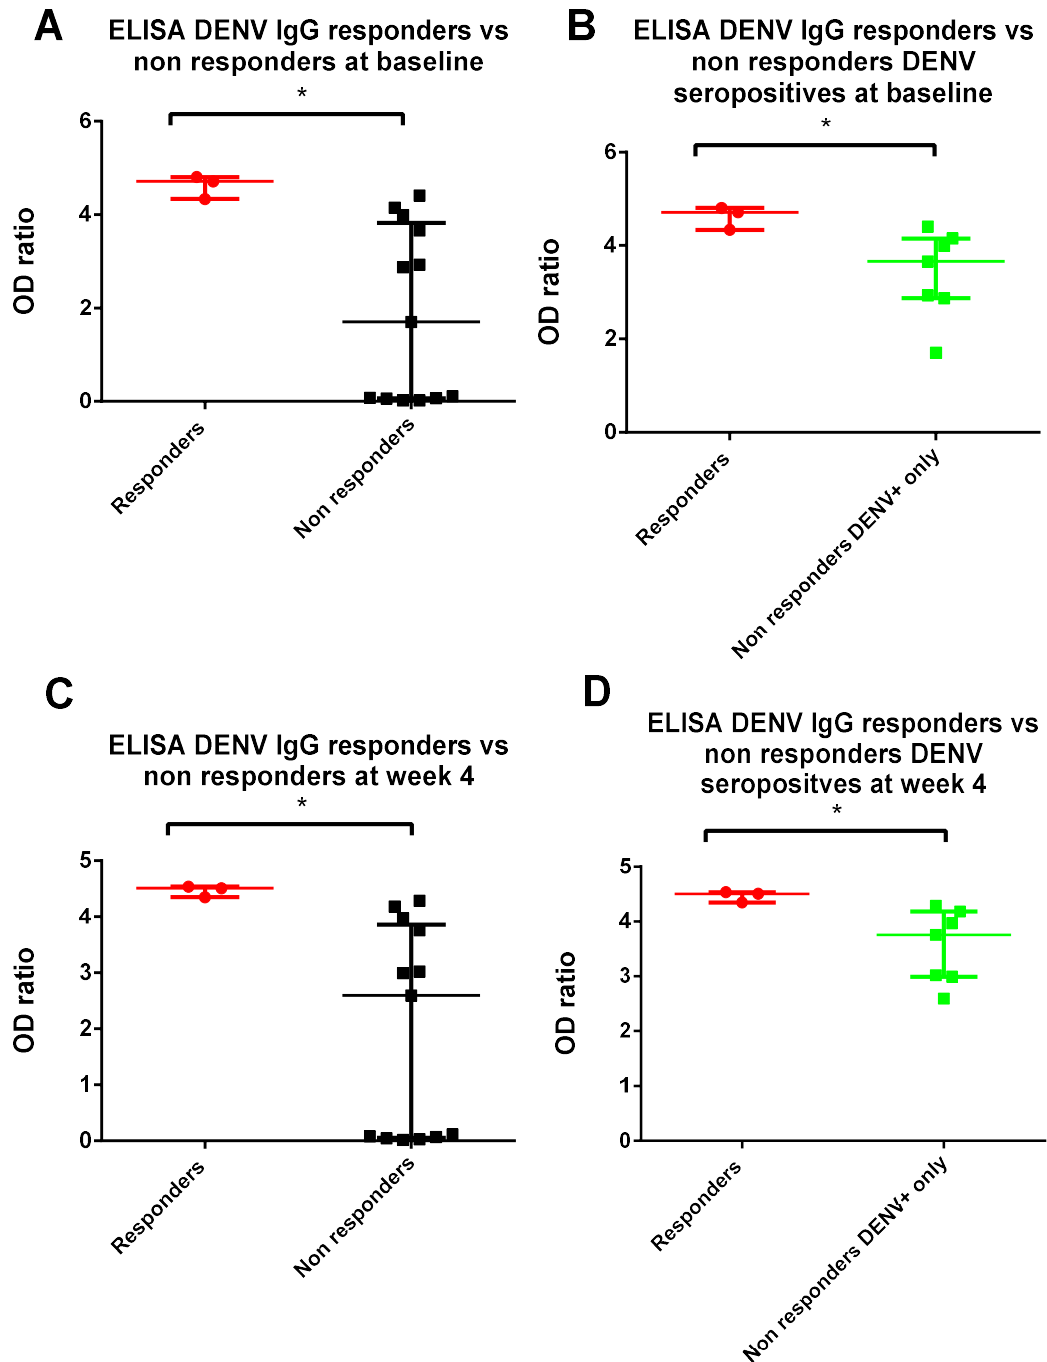 A
ELISA DENV IgG responders vs
non responders at baseline
*
6
4
2
0
OD ratio
Responders
Non responders
B
ELISA DENV IgG responders vs
non responders DENV
seropositives at baseline
*
6
4
2
0
OD ratio
Responders
Non responders DENV+ only
C
ELISA DENV IgG responders vs
non responders at week 4
*
5
4
3
2
1
0
OD ratio
Responders
Non responders
D
ELISA DENV IgG responders vs
non responders DENV
seropositves at week 4
*
5
4
3
2
1
0
OD ratio
Responders
Non responders DENV+ only